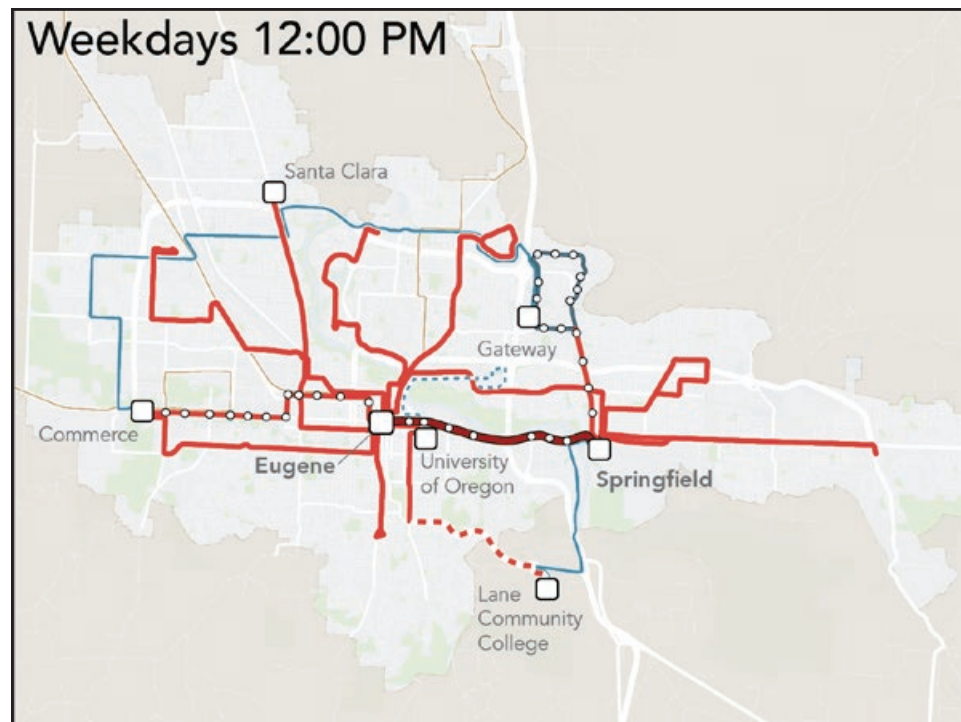 Weekdays 12:00 PM
Santa Clara
Gateway
Commerce
Eugene
University
of Oregon
Springfield
Lane
Community
College